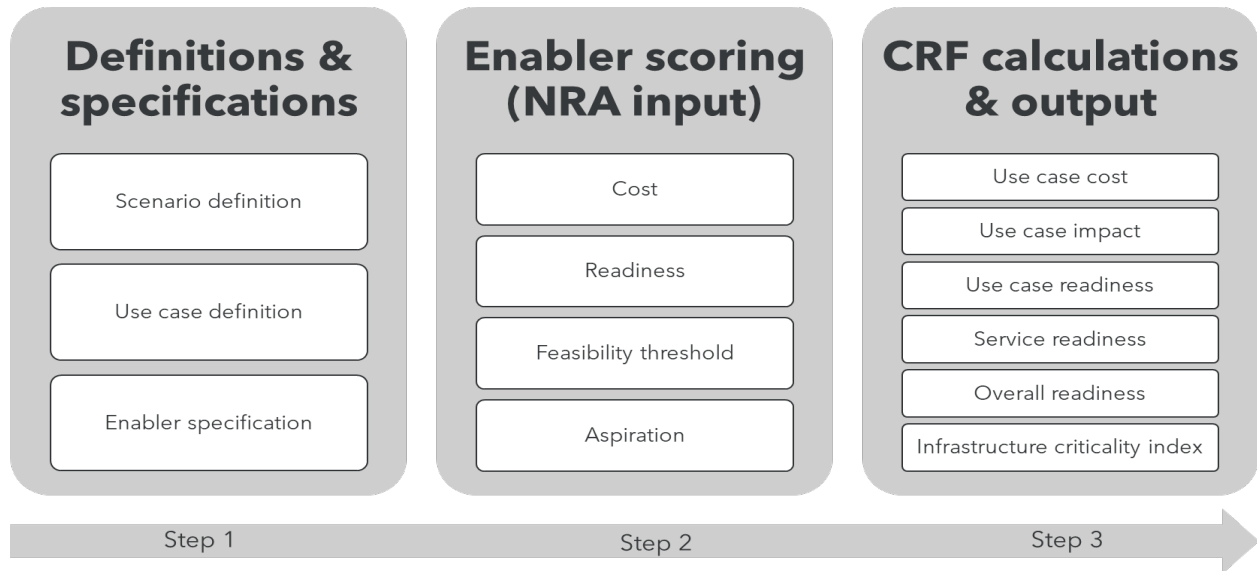 Definitions &
specifications
Scenario definition
Use case definition
Enabler specification
Enabler scoring
(NRA input)
Cost
Readiness
Feasibility threshold
Aspiration
CRF calculations
& output
Use case cost
Use case impact
Use case readiness
Service readiness
Overall readiness
Infrastructure criticality index
Step 1
Step 2
Step 3